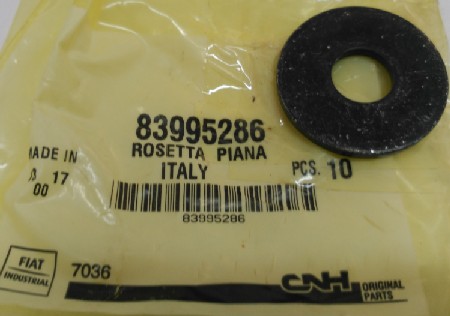 83995286
ROSETTA PIANA
MADE IN ITALY PCS. 10
17
00
83995286
FIAT
INDUSTRIAL
7036
CNH ORIGINAL
PARTS